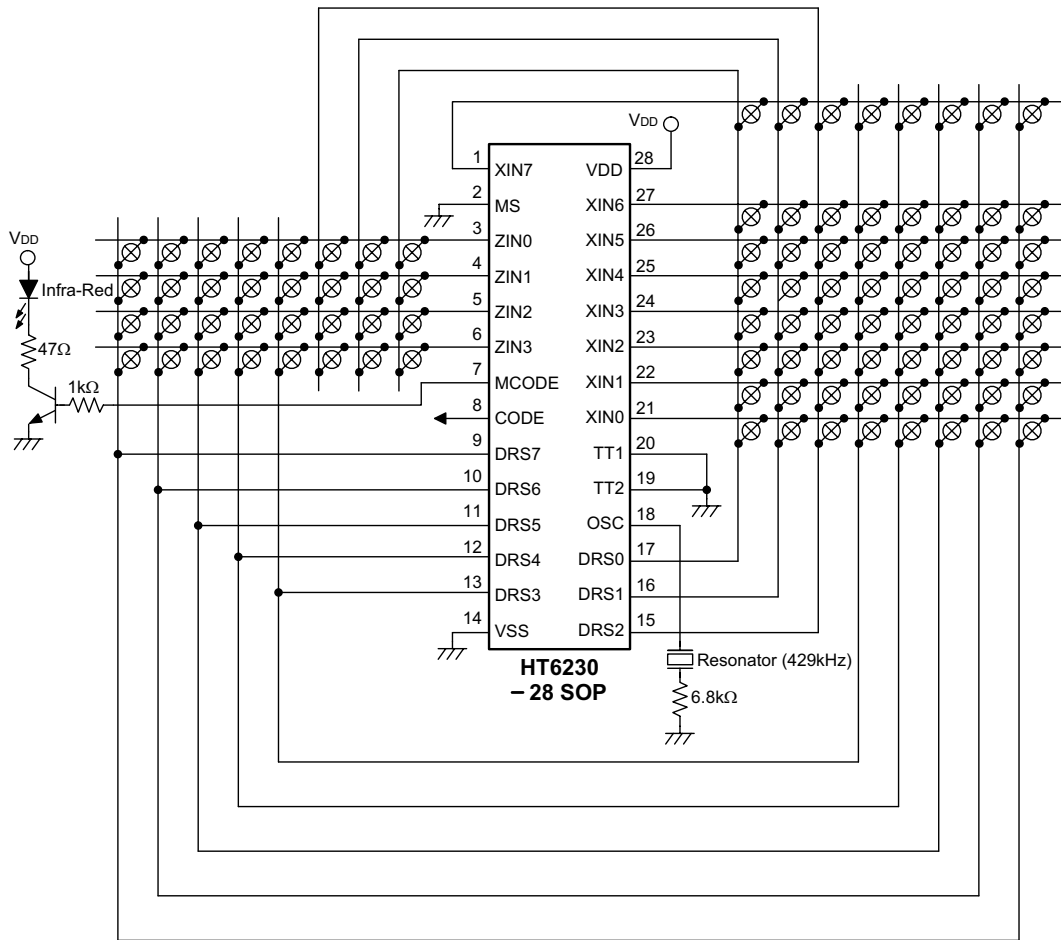 VDD
1 XIN7 VDD 28
2 MS XIN6 27
3 ZIN0 XIN5 26
4 ZIN1 XIN4 25
5 ZIN2 XIN3 24
6 ZIN3 XIN2 23
7 MCODE XIN1 22
8 CODE XIN0 21
9 DRS7 TT1 20
10 DRS6 TT2 19
11 DRS5 OSC 18
12 DRS4 DRS0 17
13 DRS3 DRS1 16
14 VSS DRS2 15
VDD
Infra-Red
47Ω
1kΩ
HT6230
– 28 SOP
Resonator (429kHz)
6.8kΩ